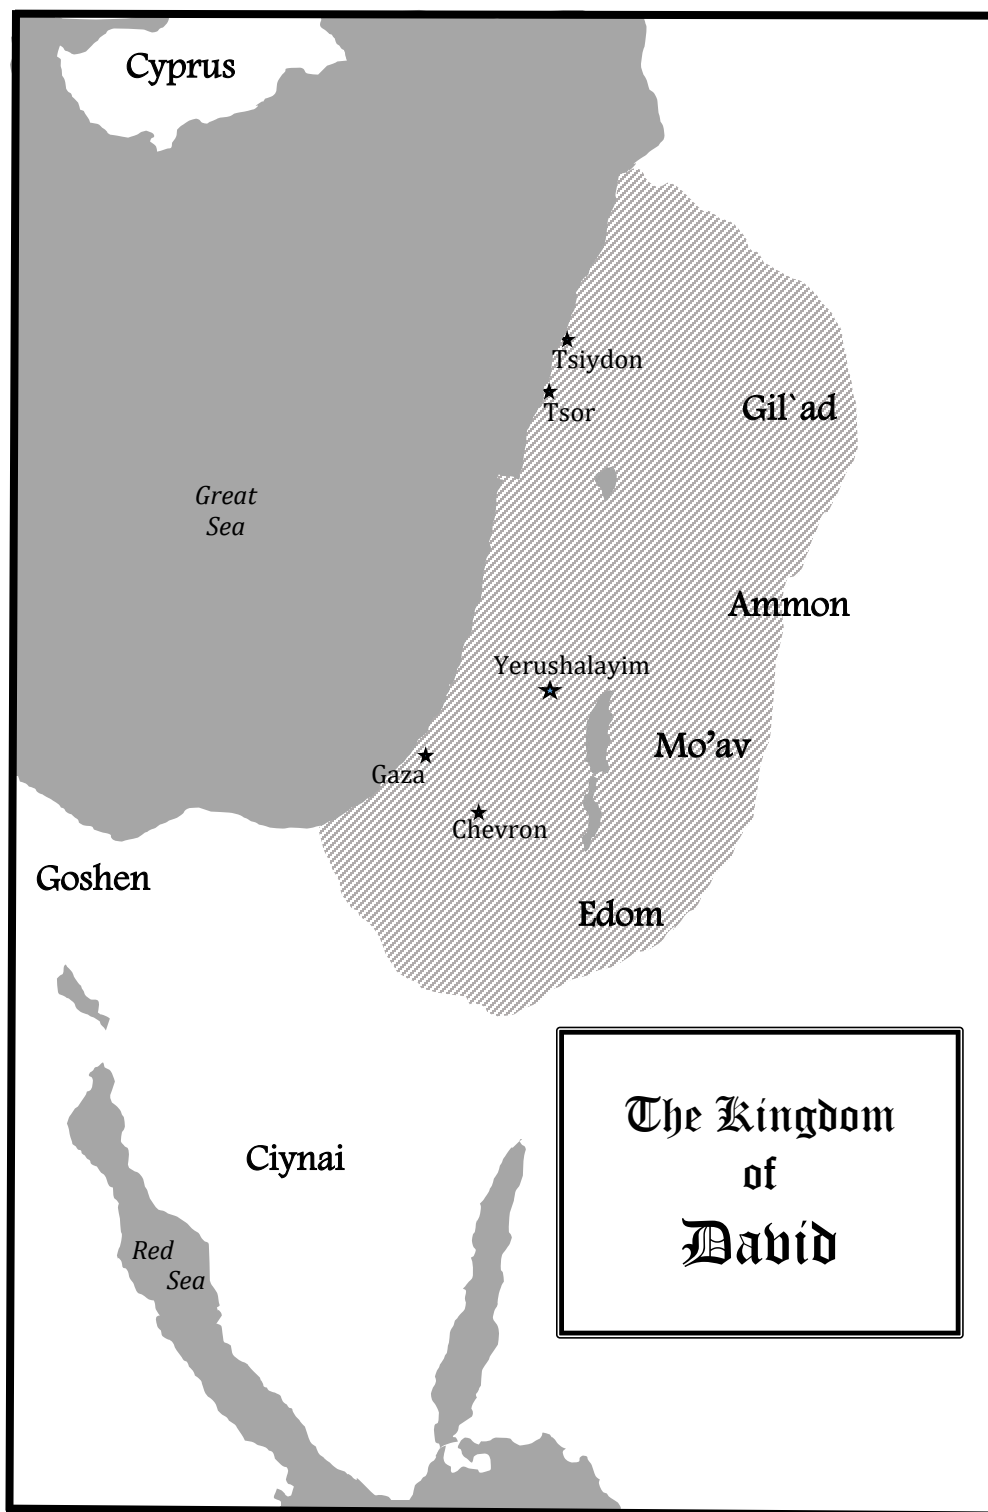 Cyprus
Tsiydon
Tsor
Gil`ad
Great
Sea
Ammon
Yerushalayim
Mo’av
Gaza
Chevron
Goshen
Edom
The Kingdom
of
David
Ciynai
Red
Sea